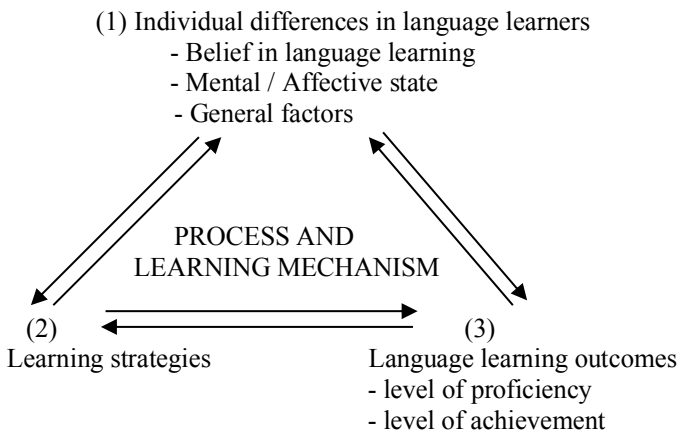 (1) Individual differences in language learners
- Belief in language learning
- Mental / Affective state
- General factors
PROCESS AND
LEARNING MECHANISM
(2)
Learning strategies
(3)
Language learning outcomes
- level of proficiency
- level of achievement